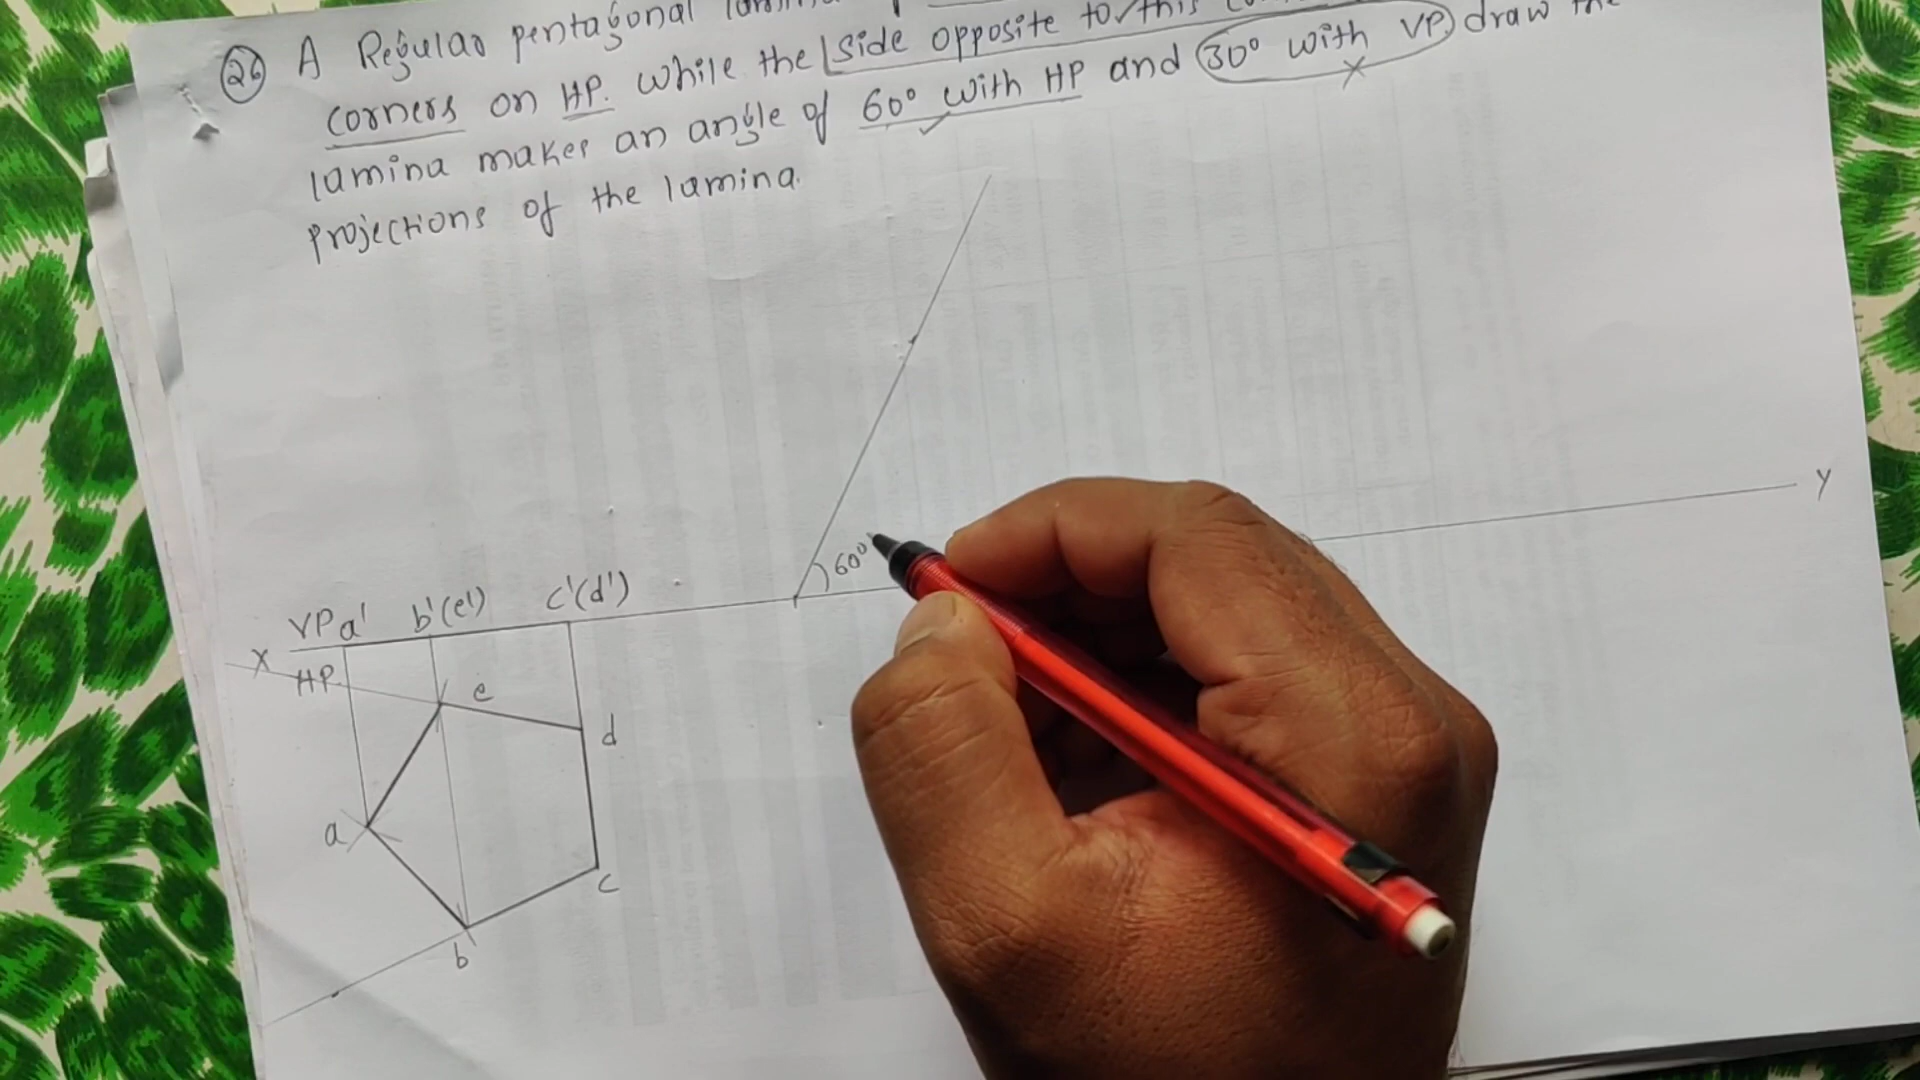 26 A Regular pentagonal
corners on HP. while the side opposite to this
lamina makes an angle of 60° with HP and 30° with VP, draw the
projections of the lamina.
Y
60°
VP a' b'(e') c'(d')
X
HP
e
d
a
c
b